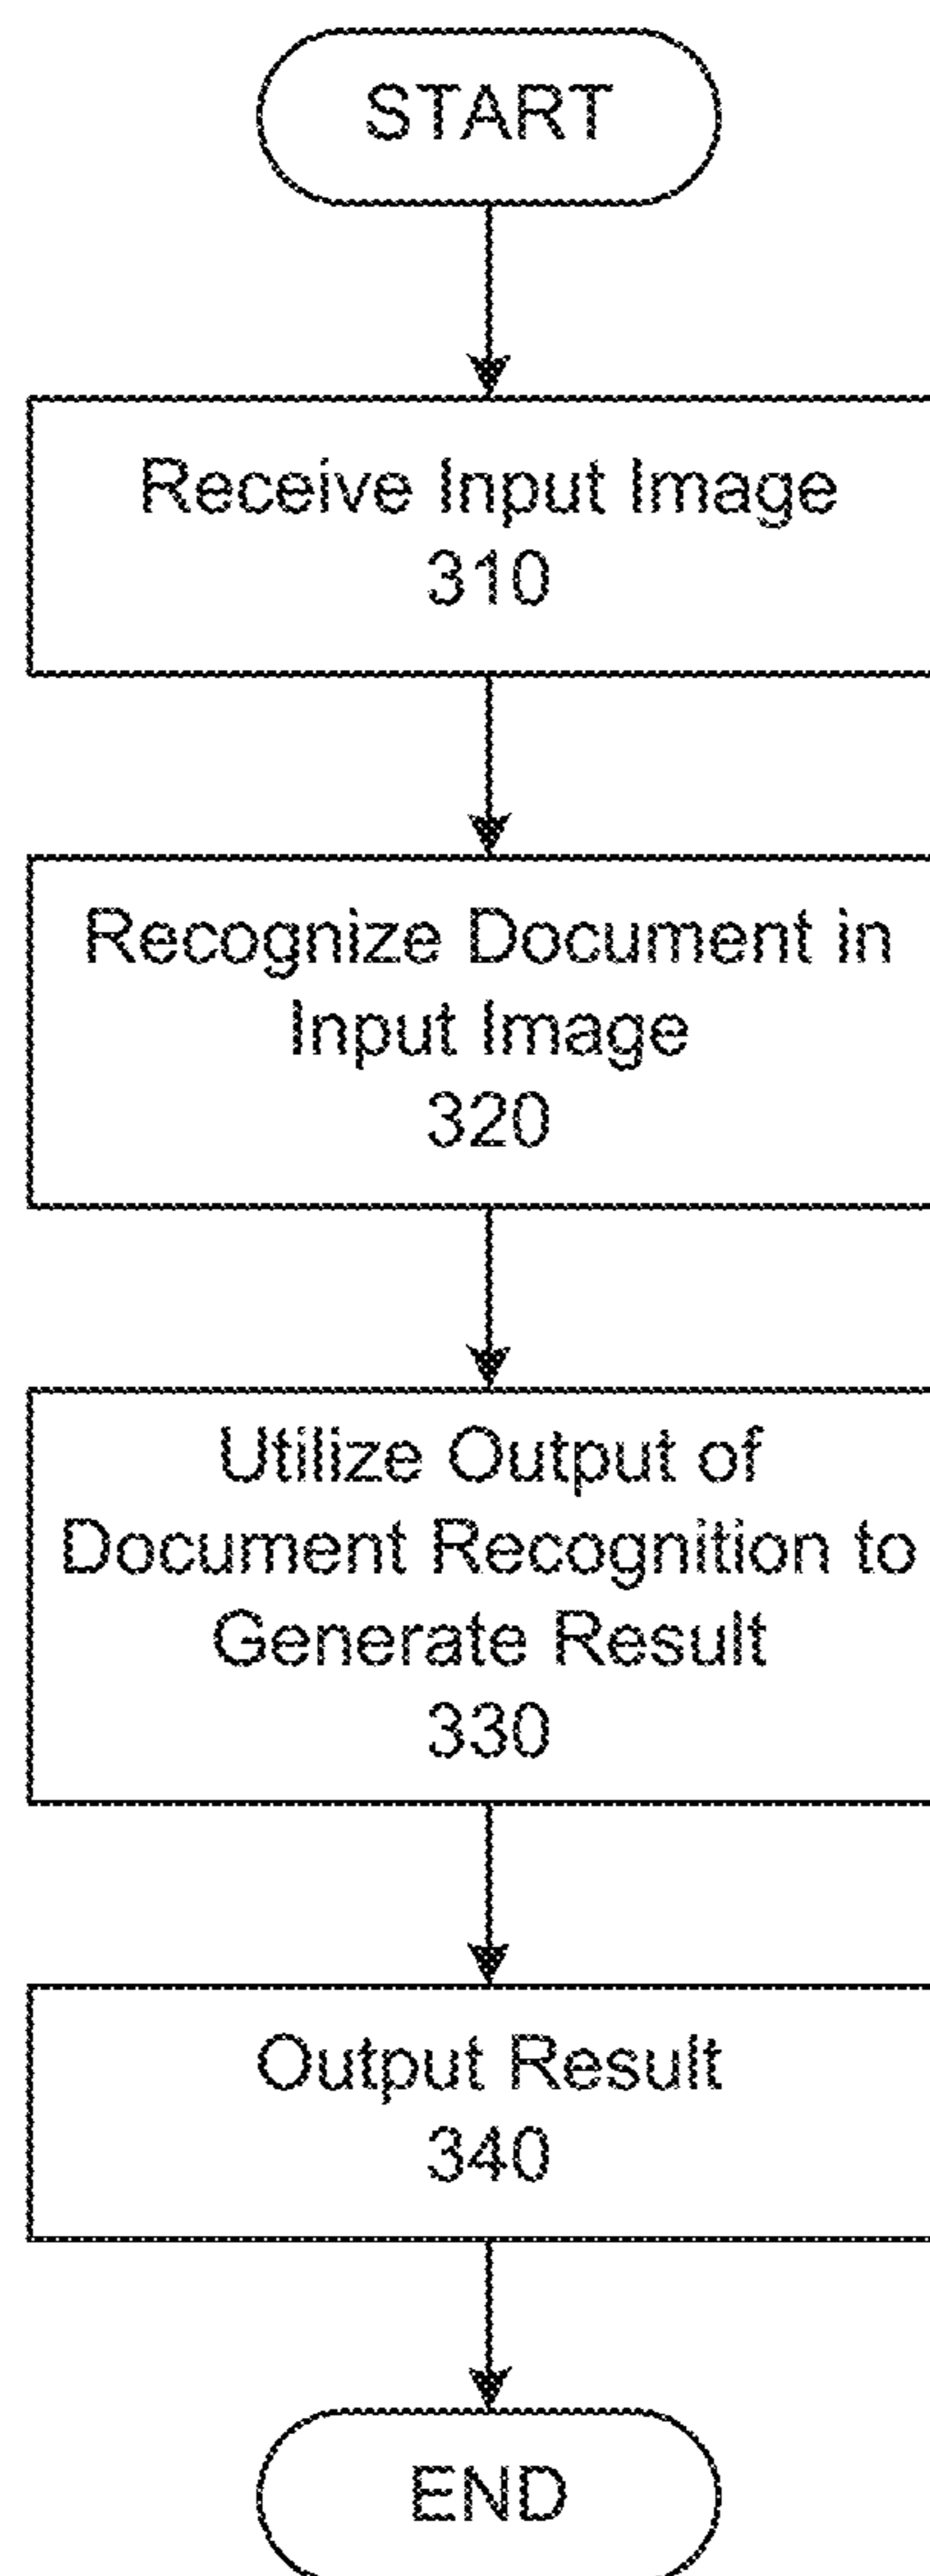 START
Receive Input Image
310
Recognize Document in
Input Image
320
Utilize Output of
Document Recognition to
Generate Result
330
Output Result
340
END